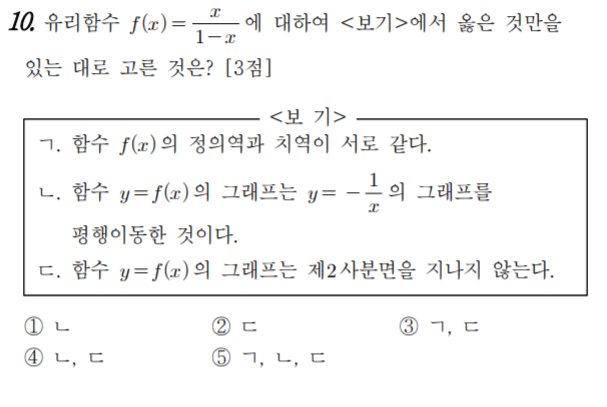 10. 유리함수 f(x) = x/(1-x) 에 대하여 <보기>에서 옳은 것만을
있는 대로 고른 것은? [3점]
<보 기>
ㄱ. 함수 f(x)의 정의역과 치역이 서로 같다.
ㄴ. 함수 y=f(x)의 그래프는 y= -1/x 의 그래프를
평행이동한 것이다.
ㄷ. 함수 y=f(x)의 그래프는 제2사분면을 지나지 않는다.
① ㄴ ② ㄷ ③ ㄱ, ㄷ
④ ㄴ, ㄷ ⑤ ㄱ, ㄴ, ㄷ